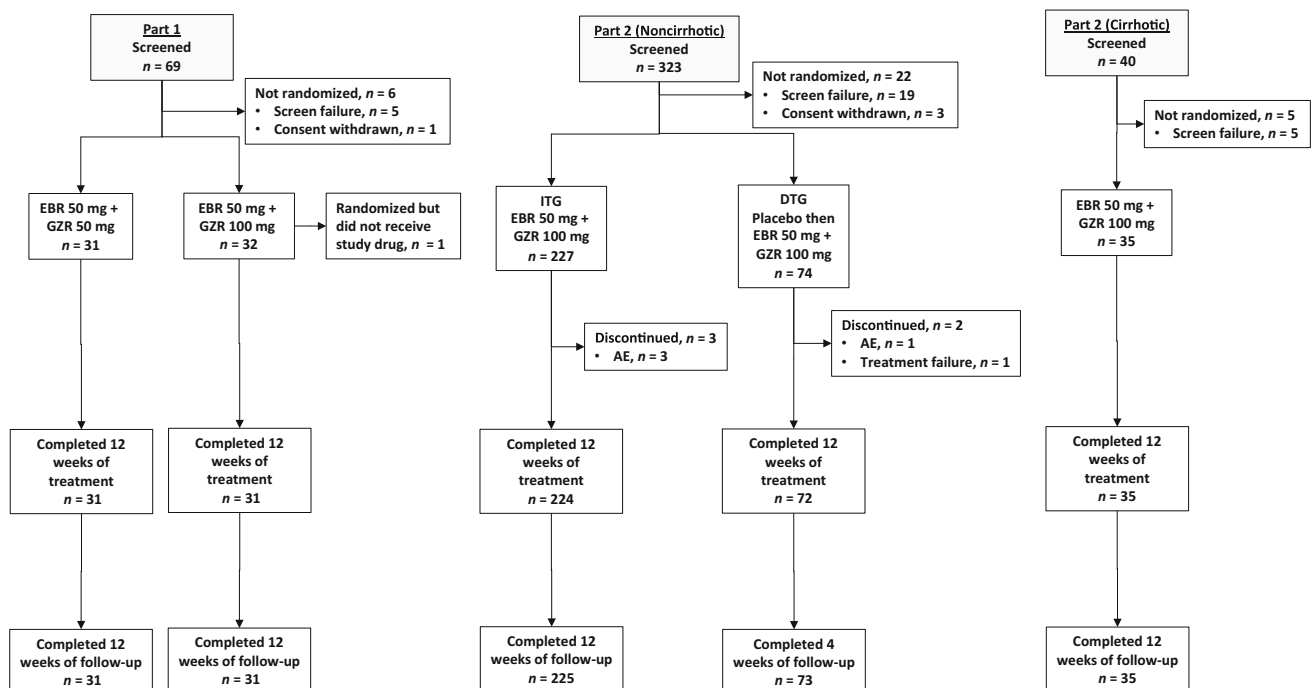 Part 1
Screened
n = 69
Not randomized, n = 6
• Screen failure, n = 5
• Consent withdrawn, n = 1
EBR 50 mg +
GZR 50 mg
n = 31
EBR 50 mg +
GZR 100 mg
n = 32
Randomized but
did not receive
study drug, n = 1
Completed 12
weeks of
treatment
n = 31
Completed 12
weeks of
treatment
n = 31
Completed 12
weeks of follow-up
n = 31
Completed 12
weeks of follow-up
n = 31
Part 2 (Noncirrhotic)
Screened
n = 323
Not randomized, n = 22
• Screen failure, n = 19
• Consent withdrawn, n = 3
ITG
EBR 50 mg +
GZR 100 mg
n = 227
DTG
Placebo then
EBR 50 mg +
GZR 100 mg
n = 74
Discontinued, n = 3
• AE, n = 3
Discontinued, n = 2
• AE, n = 1
• Treatment failure, n = 1
Completed 12
weeks of
treatment
n = 224
Completed 12
weeks of
treatment
n = 72
Completed 12
weeks of follow-up
n = 225
Completed 4
weeks of follow-up
n = 73
Part 2 (Cirrhotic)
Screened
n = 40
Not randomized, n = 5
• Screen failure, n = 5
EBR 50 mg +
GZR 100 mg
n = 35
Completed 12
weeks of
treatment
n = 35
Completed 12
weeks of follow-up
n = 35